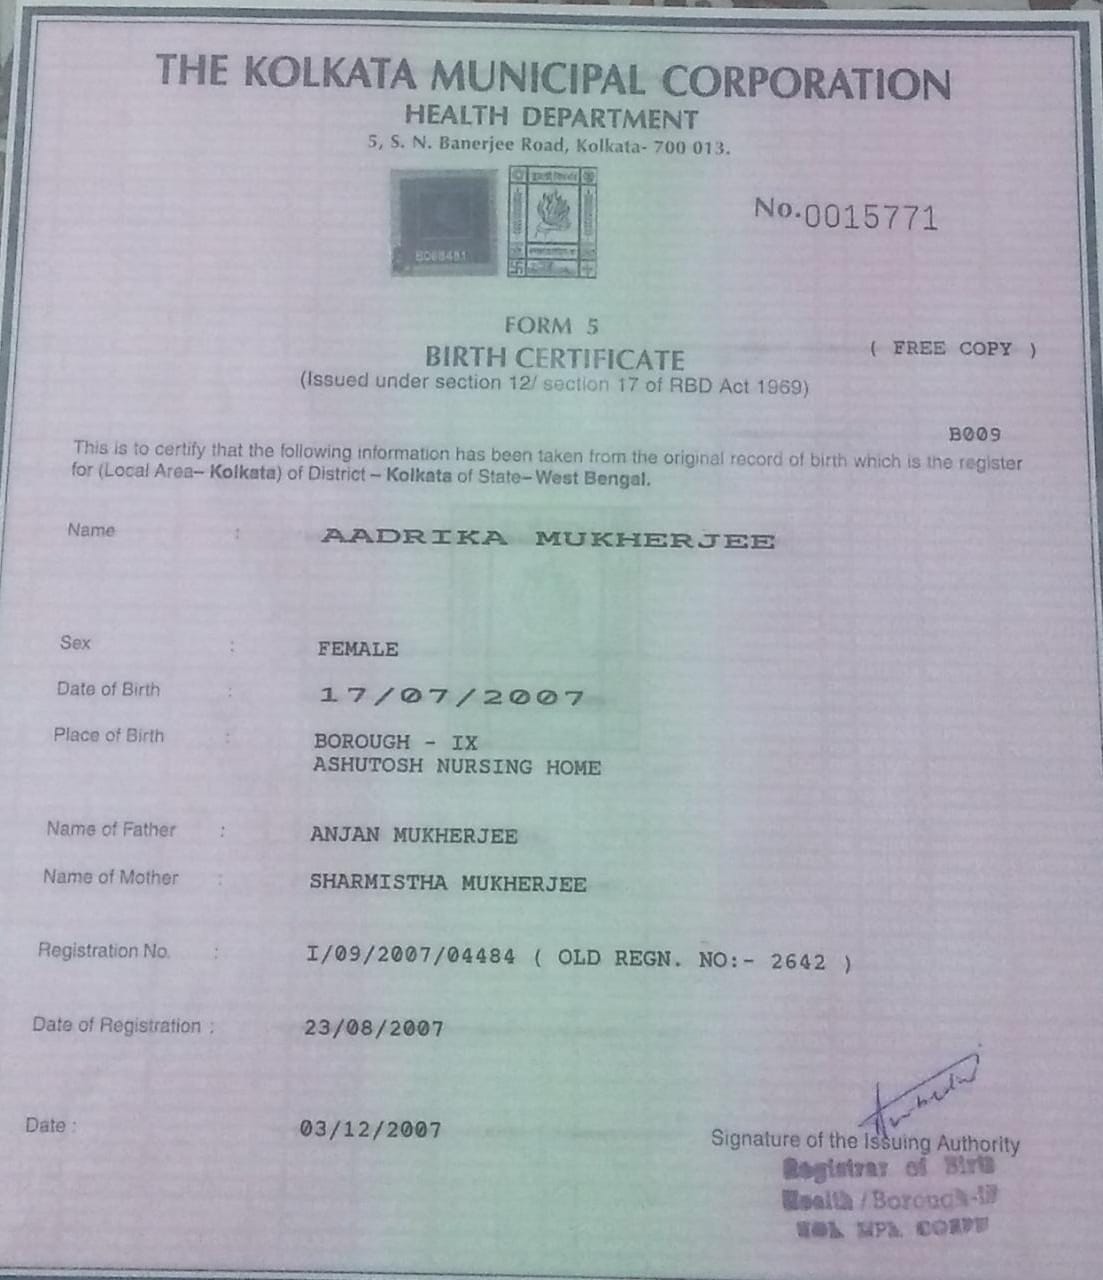 THE KOLKATA MUNICIPAL CORPORATION
HEALTH DEPARTMENT
5, S. N. Banerjee Road, Kolkata- 700 013.
No. 0015771
FORM 5
BIRTH CERTIFICATE
( FREE COPY )
(Issued under section 12/ section 17 of RBD Act 1969)
B009
This is to certify that the following information has been taken from the original record of birth which is the register
for (Local Area– Kolkata) of District – Kolkata of State– West Bengal.
Name : AADRIKA MUKHERJEE
Sex : FEMALE
Date of Birth : 17/07/2007
Place of Birth : BOROUGH - IX
ASHUTOSH NURSING HOME
Name of Father : ANJAN MUKHERJEE
Name of Mother : SHARMISTHA MUKHERJEE
Registration No. : I/09/2007/04484 ( OLD REGN. NO:- 2642 )
Date of Registration : 23/08/2007
Date : 03/12/2007
Signature of the Issuing Authority
Registrar of Birth
Health / Borough-